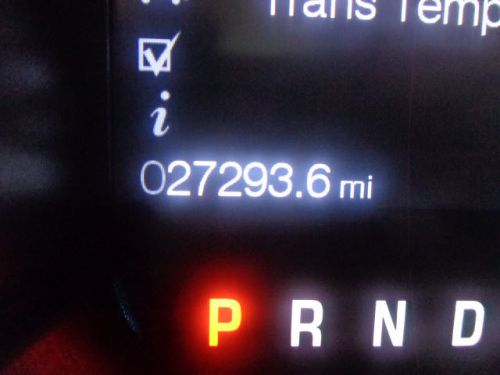 Trans Temp
i
027293.6 mi
P R N D